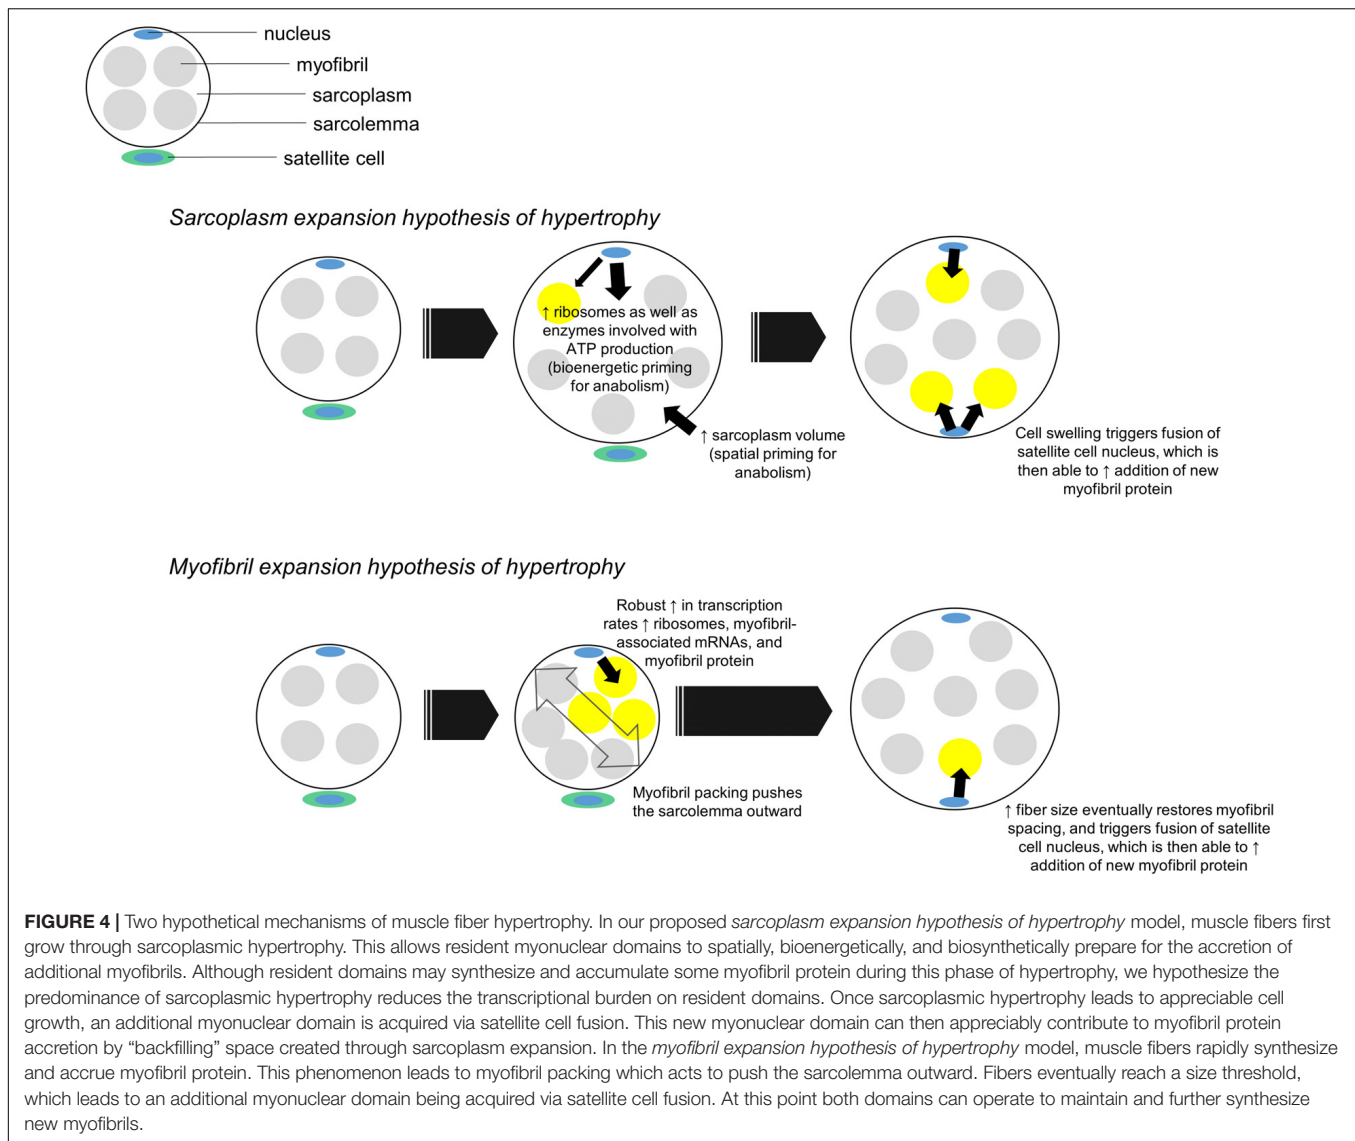 nucleus
myofibril
sarcoplasm
sarcolemma
satellite cell
Sarcoplasm expansion hypothesis of hypertrophy
↑ ribosomes as well as
enzymes involved with
ATP production
(bioenergetic priming
for anabolism)
↑ sarcoplasm volume
(spatial priming for
anabolism)
Cell swelling triggers fusion of
satellite cell nucleus, which is
then able to ↑ addition of new
myofibril protein
Myofibril expansion hypothesis of hypertrophy
Robust ↑ in transcription
rates ↑ ribosomes, myofibril-
associated mRNAs, and
myofibril protein
Myofibril packing pushes
the sarcolemma outward
↑ fiber size eventually restores myofibril
spacing, and triggers fusion of satellite
cell nucleus, which is then able to ↑
addition of new myofibril protein
FIGURE 4 | Two hypothetical mechanisms of muscle fiber hypertrophy. In our proposed sarcoplasm expansion hypothesis of hypertrophy model, muscle fibers first
grow through sarcoplasmic hypertrophy. This allows resident myonuclear domains to spatially, bioenergetically, and biosynthetically prepare for the accretion of
additional myofibrils. Although resident domains may synthesize and accumulate some myofibril protein during this phase of hypertrophy, we hypothesize the
predominance of sarcoplasmic hypertrophy reduces the transcriptional burden on resident domains. Once sarcoplasmic hypertrophy leads to appreciable cell
growth, an additional myonuclear domain is acquired via satellite cell fusion. This new myonuclear domain can then appreciably contribute to myofibril protein
accretion by “backfilling” space created through sarcoplasm expansion. In the myofibril expansion hypothesis of hypertrophy model, muscle fibers rapidly synthesize
and accrue myofibril protein. This phenomenon leads to myofibril packing which acts to push the sarcolemma outward. Fibers eventually reach a size threshold,
which leads to an additional myonuclear domain being acquired via satellite cell fusion. At this point both domains can operate to maintain and further synthesize
new myofibrils.